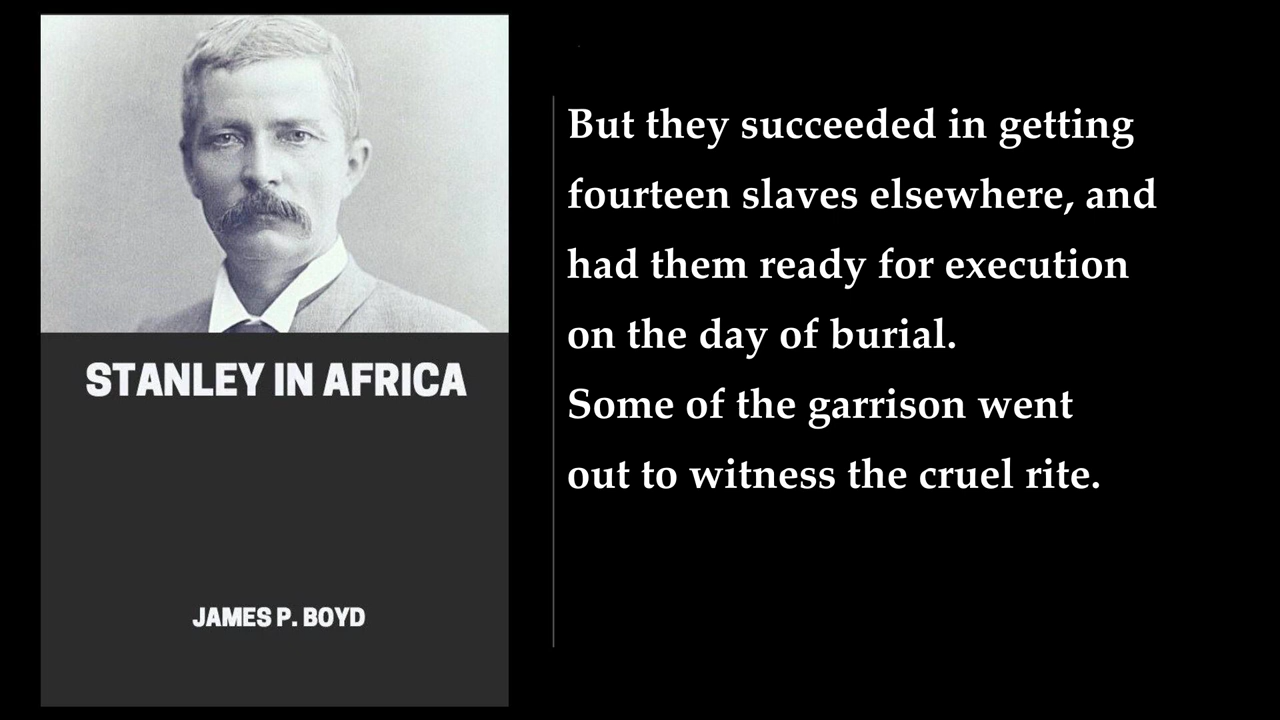 STANLEY IN AFRICA
JAMES P. BOYD
But they succeeded in getting
fourteen slaves elsewhere, and
had them ready for execution
on the day of burial.
Some of the garrison went
out to witness the cruel rite.